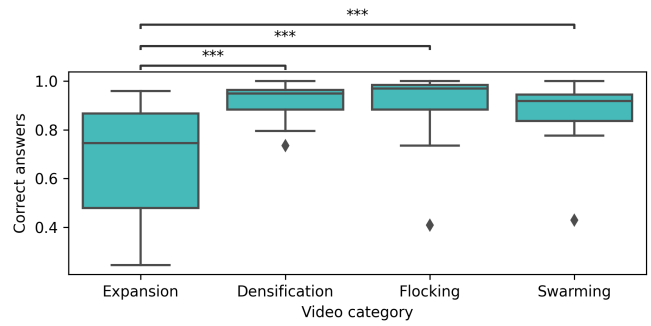 ***
***
***
1.0
0.8
0.6
0.4
Correct answers
Expansion Densification Flocking Swarming
Video category